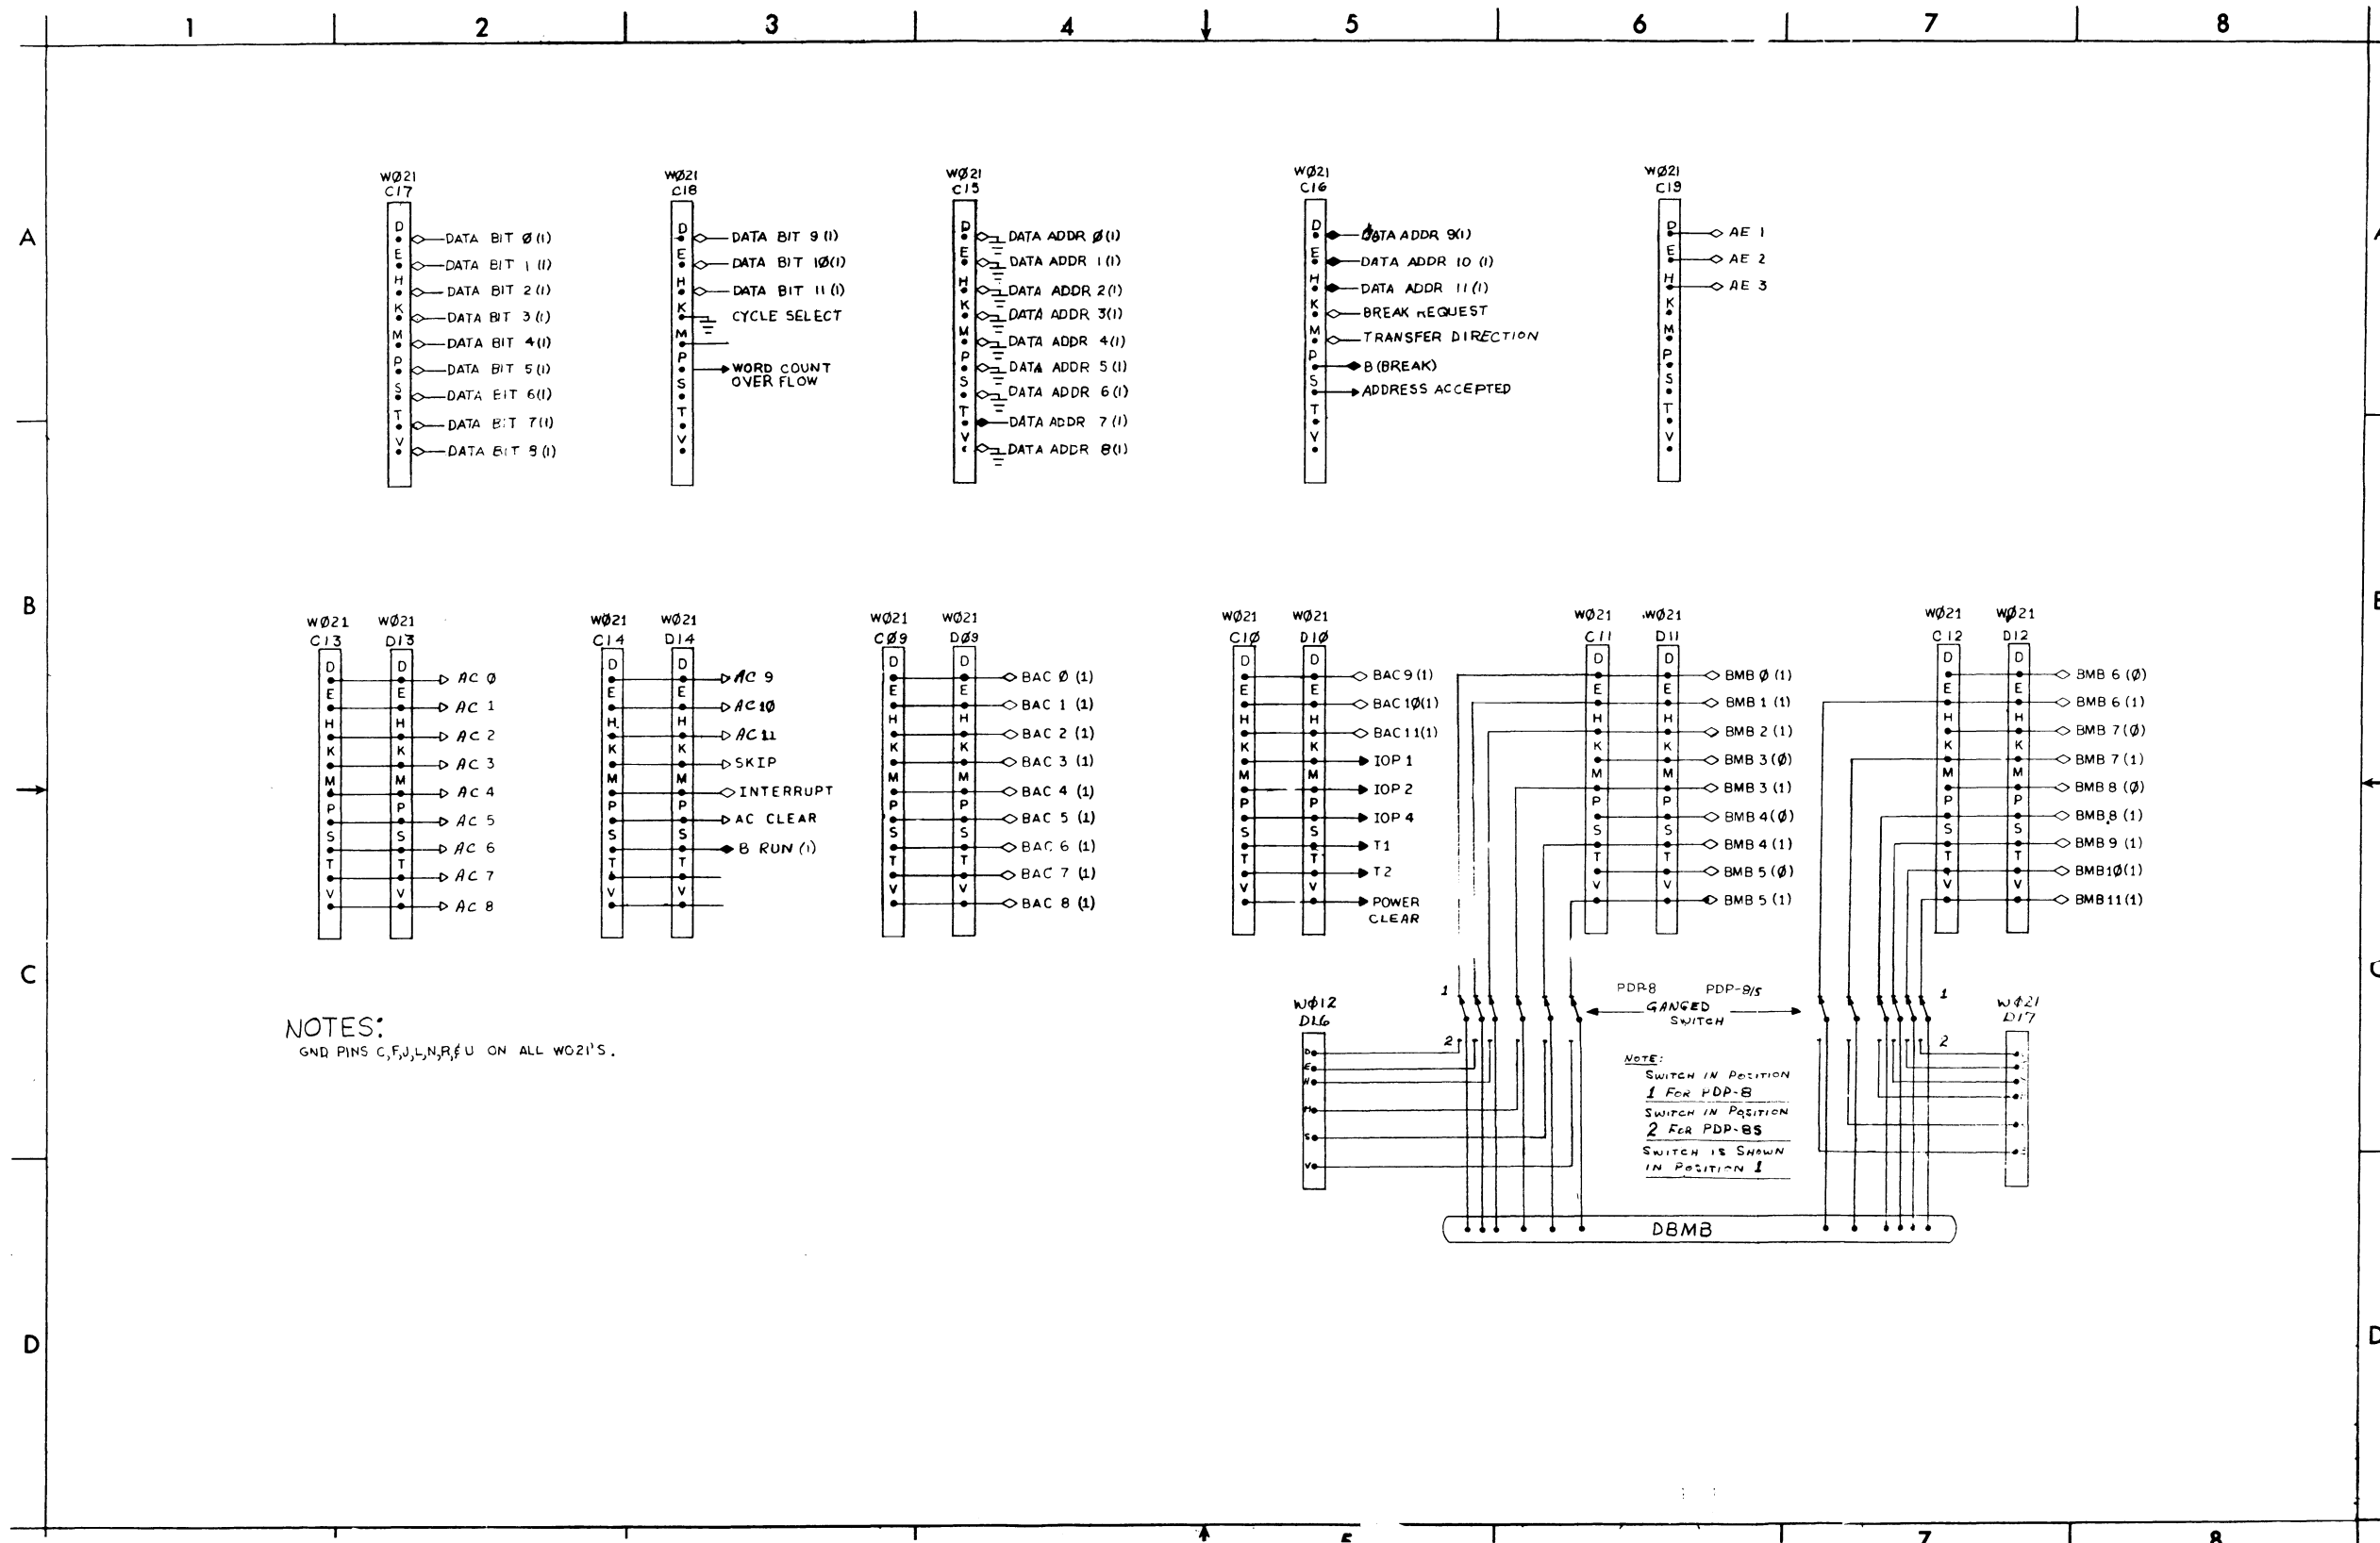 1 2 3 4 5 6 7 8
A
WØ21
C17
D
E
H
K
M
P
S
T
V
DATA BIT Ø(1)
DATA BIT 1(1)
DATA BIT 2(1)
DATA BIT 3(1)
DATA BIT 4(1)
DATA BIT 5(1)
DATA BIT 6(1)
DATA BIT 7(1)
DATA BIT 8(1)
WØ21
C18
D
E
H
K
M
P
S
T
V
DATA BIT 9(1)
DATA BIT 1Ø(1)
DATA BIT 11(1)
CYCLE SELECT
WORD COUNT
OVER FLOW
WØ21
C15
D
E
H
K
M
P
S
T
V
DATA ADDR Ø(1)
DATA ADDR 1(1)
DATA ADDR 2(1)
DATA ADDR 3(1)
DATA ADDR 4(1)
DATA ADDR 5(1)
DATA ADDR 6(1)
DATA ADDR 7(1)
DATA ADDR 8(1)
WØ21
C16
D
E
H
K
M
P
S
T
V
DATA ADDR 9(1)
DATA ADDR 10(1)
DATA ADDR 11(1)
BREAK REQUEST
TRANSFER DIRECTION
B(BREAK)
ADDRESS ACCEPTED
WØ21
C19
D
E
H
K
M
P
S
T
V
AE 1
AE 2
AE 3
B
WØ21 WØ21
C13 D13
D D
E E
H H
K K
M M
P P
S S
T T
V V
AC Ø
AC 1
AC 2
AC 3
AC 4
AC 5
AC 6
AC 7
AC 8
WØ21 WØ21
C14 D14
D D
E E
H H
K K
M M
P P
S S
T T
V V
AC 9
AC 1Ø
AC 11
SKIP
INTERRUPT
AC CLEAR
B RUN (1)
WØ21 WØ21
CØ9 DØ9
D D
E E
H H
K K
M M
P P
S S
T T
V V
BAC Ø (1)
BAC 1 (1)
BAC 2 (1)
BAC 3 (1)
BAC 4 (1)
BAC 5 (1)
BAC 6 (1)
BAC 7 (1)
BAC 8 (1)
WØ21 WØ21
C1Ø D1Ø
D D
E E
H H
K K
M M
P P
S S
T T
V V
BAC 9(1)
BAC 1Ø(1)
BAC 11(1)
IOP 1
IOP 2
IOP 4
T1
T2
POWER
CLEAR
WØ21 WØ21
C11 D11
D D
E E
H H
K K
M M
P P
S S
T T
V V
BMB Ø (1)
BMB 1 (1)
BMB 2 (1)
BMB 3 (Ø)
BMB 3 (1)
BMB 4 (Ø)
BMB 4 (1)
BMB 5 (Ø)
BMB 5 (1)
WØ21 WØ21
C12 D12
D D
E E
H H
K K
M M
P P
S S
T T
V V
BMB 6 (Ø)
BMB 6 (1)
BMB 7 (Ø)
BMB 7 (1)
BMB 8 (Ø)
BMB 8 (1)
BMB 9 (1)
BMB 1Ø(1)
BMB 11(1)
C
NOTES:
GND PINS C,F,J,L,N,R,& U ON ALL WO21'S.
WØ12
D16
D
E
H
M
S
V
1
2
PDP-8 PDP-8/S
GANGED
SWITCH
1
2
NOTE:
SWITCH IN POSITION
1 FOR PDP-8
SWITCH IN POSITION
2 FOR PDP-8S
SWITCH IS SHOWN
IN POSITION 1
WØ21
D17
DBMB
D
D
5 7 8